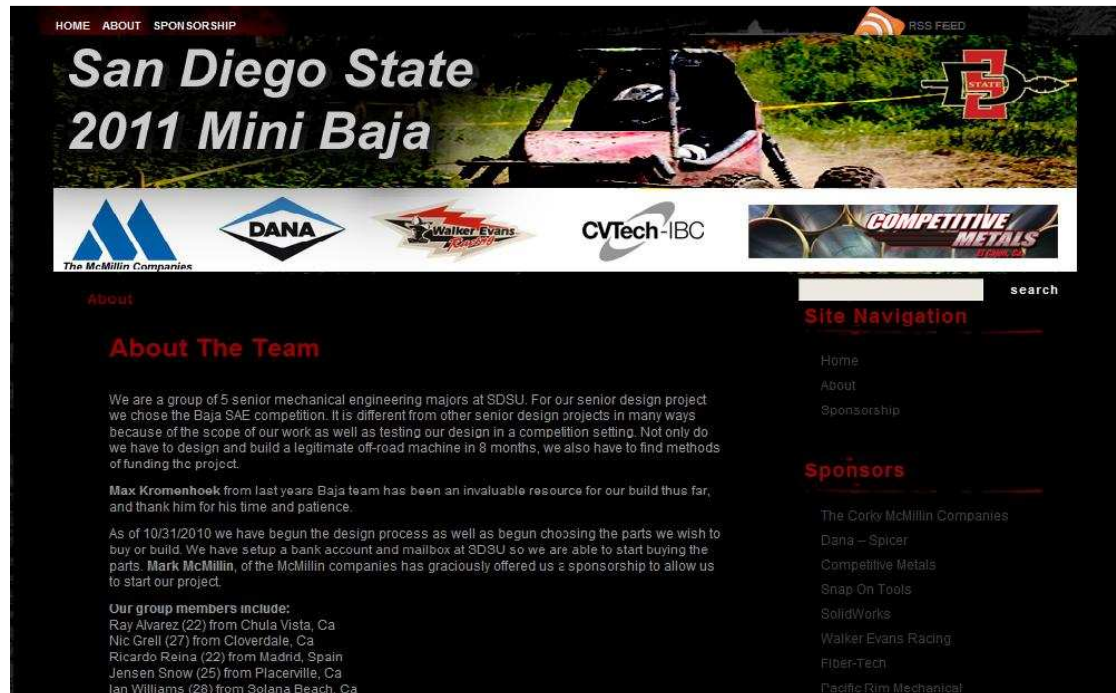 HOME ABOUT SPONSORSHIP
RSS FEED
San Diego State
2011 Mini Baja
STATE
The McMillin Companies
DANA
Walker Evans
Racing
CVTech-IBC
COMPETITIVE
METALS
El Cajon, Ca.
search
About
About The Team
We are a group of 5 senior mechanical engineering majors at SDSU. For our senior design project
we chose the Baja SAE competition. It is different from other senior design projects in many ways
because of the scope of our work as well as testing our design in a competition setting. Not only do
we have to design and build a legitimate off-road machine in 8 months, we also have to find methods
of funding the project.
Max Kromenhoek from last years Baja team has been an invaluable resource for our build thus far,
and thank him for his time and patience.
As of 10/31/2010 we have begun the design process as well as begun choosing the parts we wish to
buy or build. We have setup a bank account and mailbox at SDSU so we are able to start buying the
parts. Mark McMillin, of the McMillin companies has graciously offered us a sponsorship to allow us
to start our project.
Our group members include:
Ray Alvarez (22) from Chula Vista, Ca
Nic Grell (27) from Cloverdale, Ca
Ricardo Reina (22) from Madrid, Spain
Jensen Snow (25) from Placerville, Ca
Ian Williams (28) from Solana Beach, Ca
Site Navigation
Home
About
Sponsorship
Sponsors
The Corky McMillin Companies
Dana – Spicer
Competitive Metals
Snap On Tools
SolidWorks
Walker Evans Racing
Fiber-Tech
Pacific Rim Mechanical